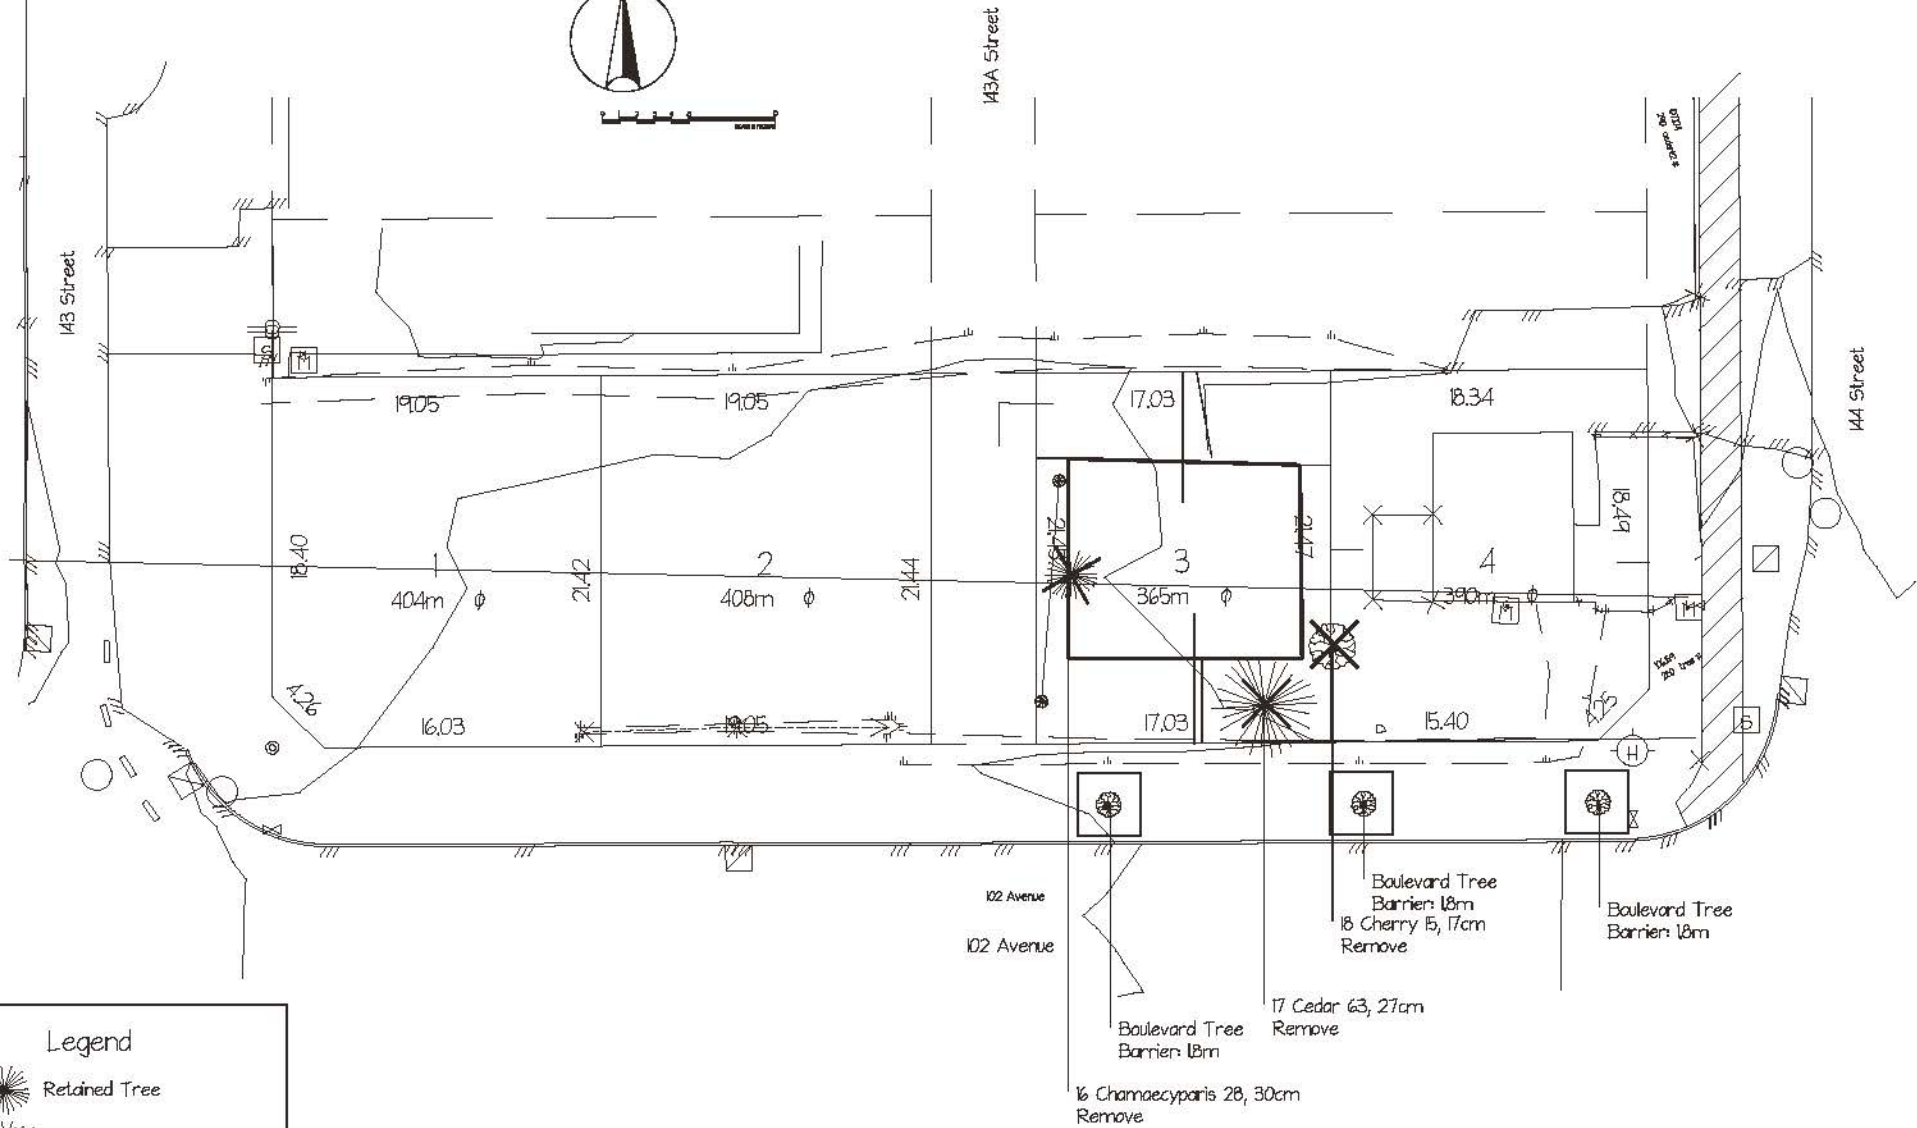 143A Street
143 Street
144 Street
19.05
19.05
17.03
18.34
18.40
1
404m ϕ
21.42
2
408m ϕ
21.44
3
365m ϕ
21.47
4
390m ϕ
18.49
4.26
16.03
19.05
17.03
15.40
S
M
M
M
S
H
102 Avenue
102 Avenue
Boulevard Tree
Barrier: 1.8m
18 Cherry 15, 17cm
Remove
Boulevard Tree
Barrier: 1.8m
17 Cedar 63, 27cm
Remove
Boulevard Tree
Barrier: 1.8m
16 Chamaecyparis 28, 30cm
Remove
Legend
Retained Tree